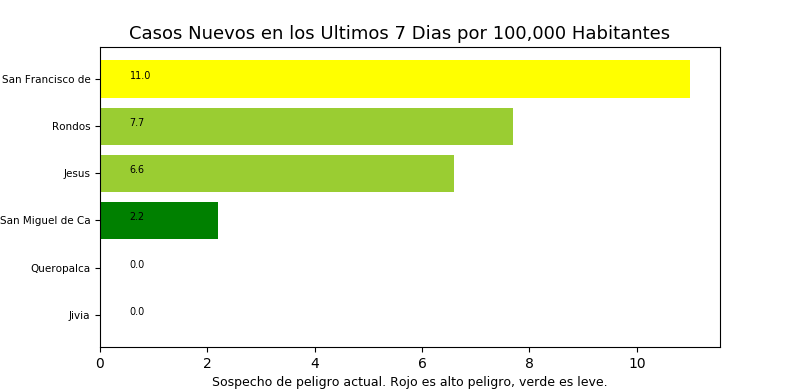 Casos Nuevos en los Ultimos 7 Dias por 100,000 Habitantes
San Francisco de 11.0
Rondos 7.7
Jesus 6.6
San Miguel de Ca 2.2
Queropalca 0.0
Jivia 0.0
0 2 4 6 8 10
Sospecho de peligro actual. Rojo es alto peligro, verde es leve.